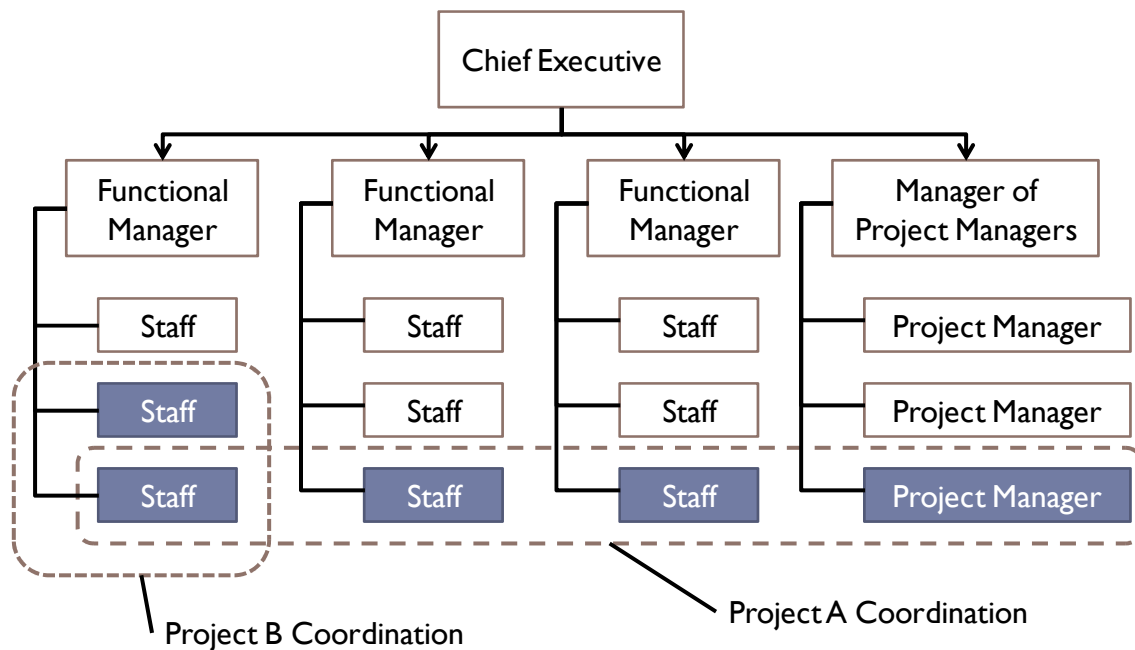 Chief Executive
Functional
Manager
Functional
Manager
Functional
Manager
Manager of
Project Managers
Staff
Staff
Staff
Project Manager
Staff
Staff
Staff
Project Manager
Staff
Staff
Staff
Project Manager
Project A Coordination
Project B Coordination